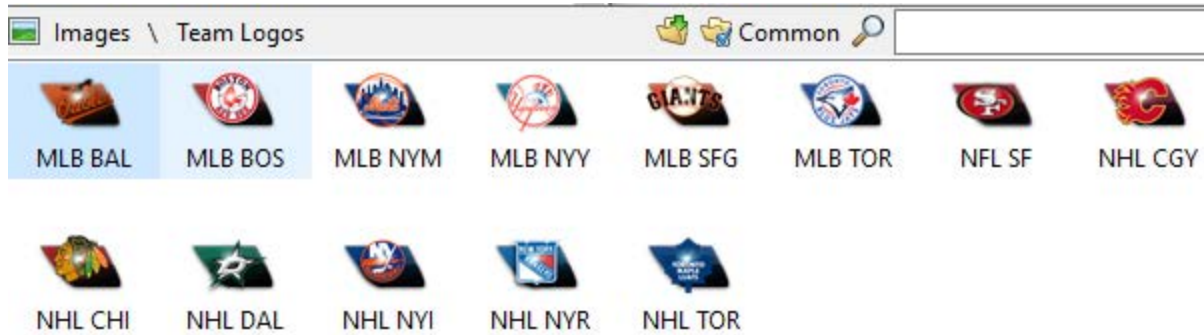 Images \ Team Logos Common
GIANTS
MLB BAL MLB BOS MLB NYM MLB NYY MLB SFG MLB TOR NFL SF NHL CGY
NHL CHI NHL DAL NHL NYI NHL NYR NHL TOR